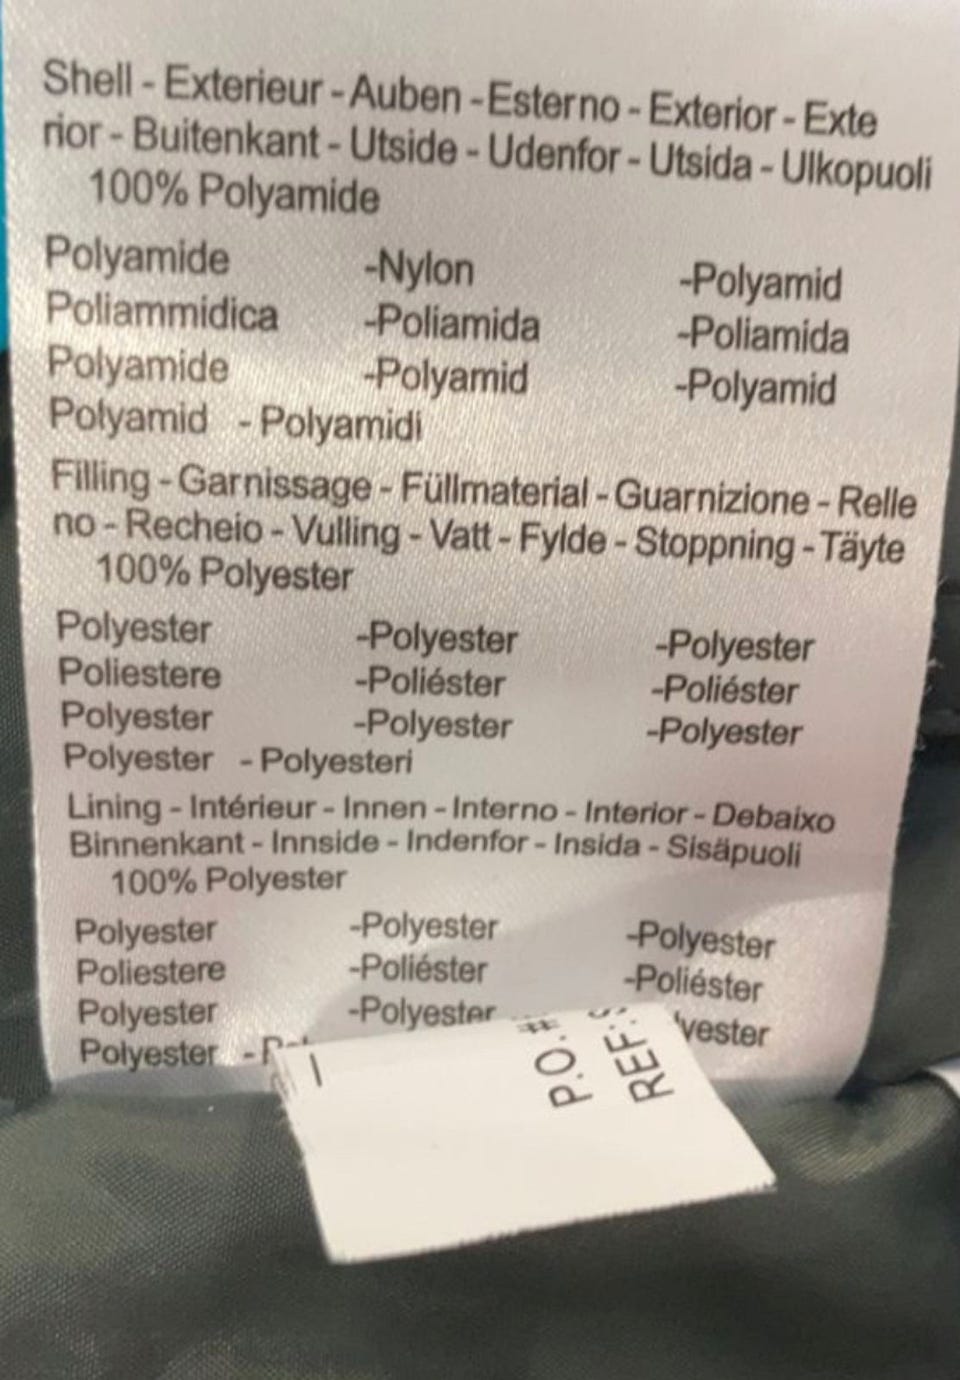 Shell - Exterieur - Auben - Esterno - Exterior - Exte
rior - Buitenkant - Utside - Udenfor - Utsida - Ulkopuoli
100% Polyamide
Polyamide -Nylon -Polyamid
Poliammidica -Poliamida -Poliamida
Polyamide -Polyamid -Polyamid
Polyamid - Polyamidi
Filling - Garnissage - Füllmaterial - Guarnizione - Relle
no - Recheio - Vulling - Vatt - Fylde - Stoppning - Täyte
100% Polyester
Polyester -Polyester -Polyester
Poliestere -Poliéster -Poliéster
Polyester -Polyester -Polyester
Polyester - Polyesteri
Lining - Intérieur - Innen - Interno - Interior - Debaixo
Binnenkant - Innside - Indenfor - Insida - Sisäpuoli
100% Polyester
Polyester -Polyester -Polyester
Poliestere -Poliéster -Poliéster
Polyester -Polyester
Polyester
P.O.#
REF: